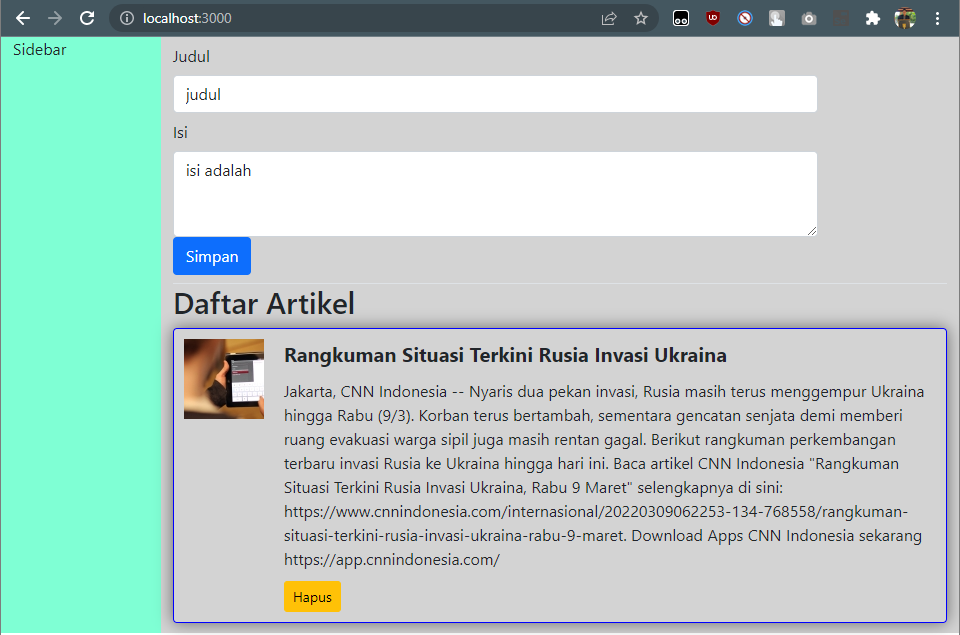 localhost:3000
Sidebar
Judul
judul
Isi
isi adalah
Simpan
Daftar Artikel
Rangkuman Situasi Terkini Rusia Invasi Ukraina
Jakarta, CNN Indonesia -- Nyaris dua pekan invasi, Rusia masih terus menggempur Ukraina
hingga Rabu (9/3). Korban terus bertambah, sementara gencatan senjata demi memberi
ruang evakuasi warga sipil juga masih rentan gagal. Berikut rangkuman perkembangan
terbaru invasi Rusia ke Ukraina hingga hari ini. Baca artikel CNN Indonesia "Rangkuman
Situasi Terkini Rusia Invasi Ukraina, Rabu 9 Maret" selengkapnya di sini:
https://www.cnnindonesia.com/internasional/20220309062253-134-768558/rangkuman-
situasi-terkini-rusia-invasi-ukraina-rabu-9-maret. Download Apps CNN Indonesia sekarang
https://app.cnnindonesia.com/
Hapus